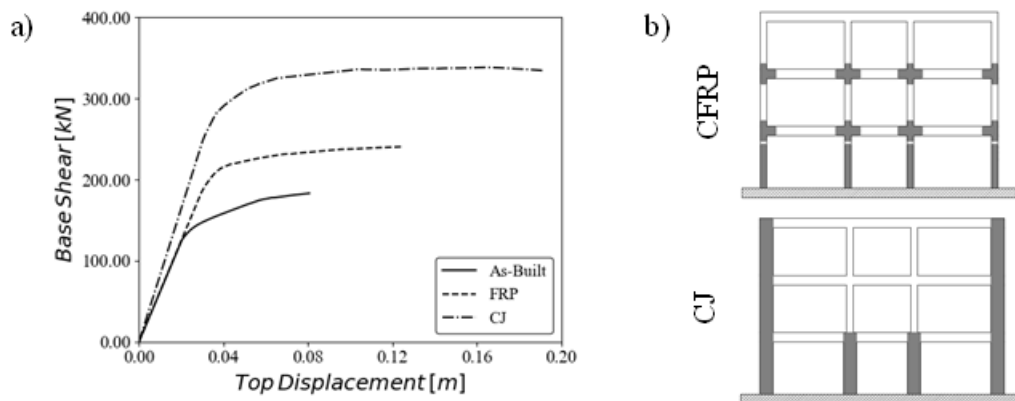 a)
400.00
300.00
200.00
100.00
0.00
Base Shear [kN]
0.00 0.04 0.08 0.12 0.16 0.20
Top Displacement [m]
As-Built
FRP
CJ
b)
CFRP
CJ